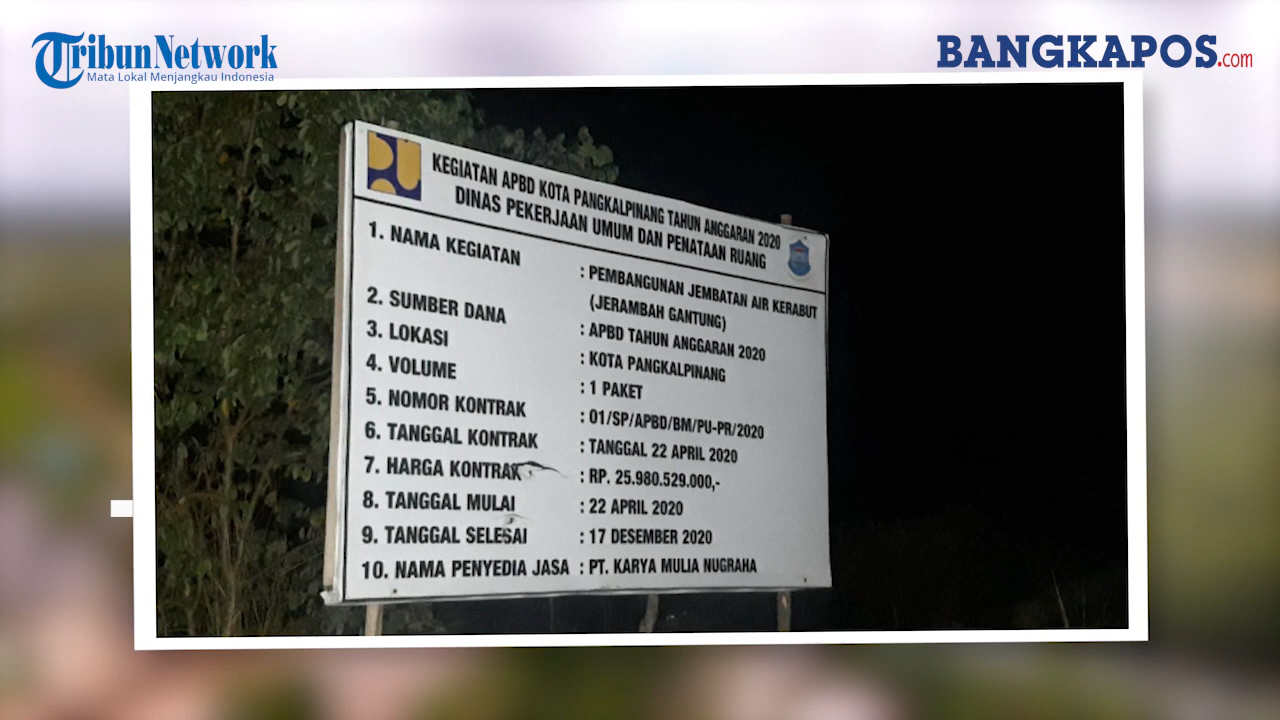 TribunNetwork
Mata Lokal Menjangkau Indonesia
BANGKAPOS.com
PU
KEGIATAN APBD KOTA PANGKALPINANG TAHUN ANGGARAN 2020
DINAS PEKERJAAN UMUM DAN PENATAAN RUANG
1. NAMA KEGIATAN : PEMBANGUNAN JEMBATAN AIR KERABUT
(JERAMBAH GANTUNG)
2. SUMBER DANA : APBD TAHUN ANGGARAN 2020
3. LOKASI : KOTA PANGKALPINANG
4. VOLUME : 1 PAKET
5. NOMOR KONTRAK : 01/SP/APBD/BM/PU-PR/2020
6. TANGGAL KONTRAK : TANGGAL 22 APRIL 2020
7. HARGA KONTRAK : RP. 25.980.529.000,-
8. TANGGAL MULAI : 22 APRIL 2020
9. TANGGAL SELESAI : 17 DESEMBER 2020
10. NAMA PENYEDIA JASA : PT. KARYA MULIA NUGRAHA